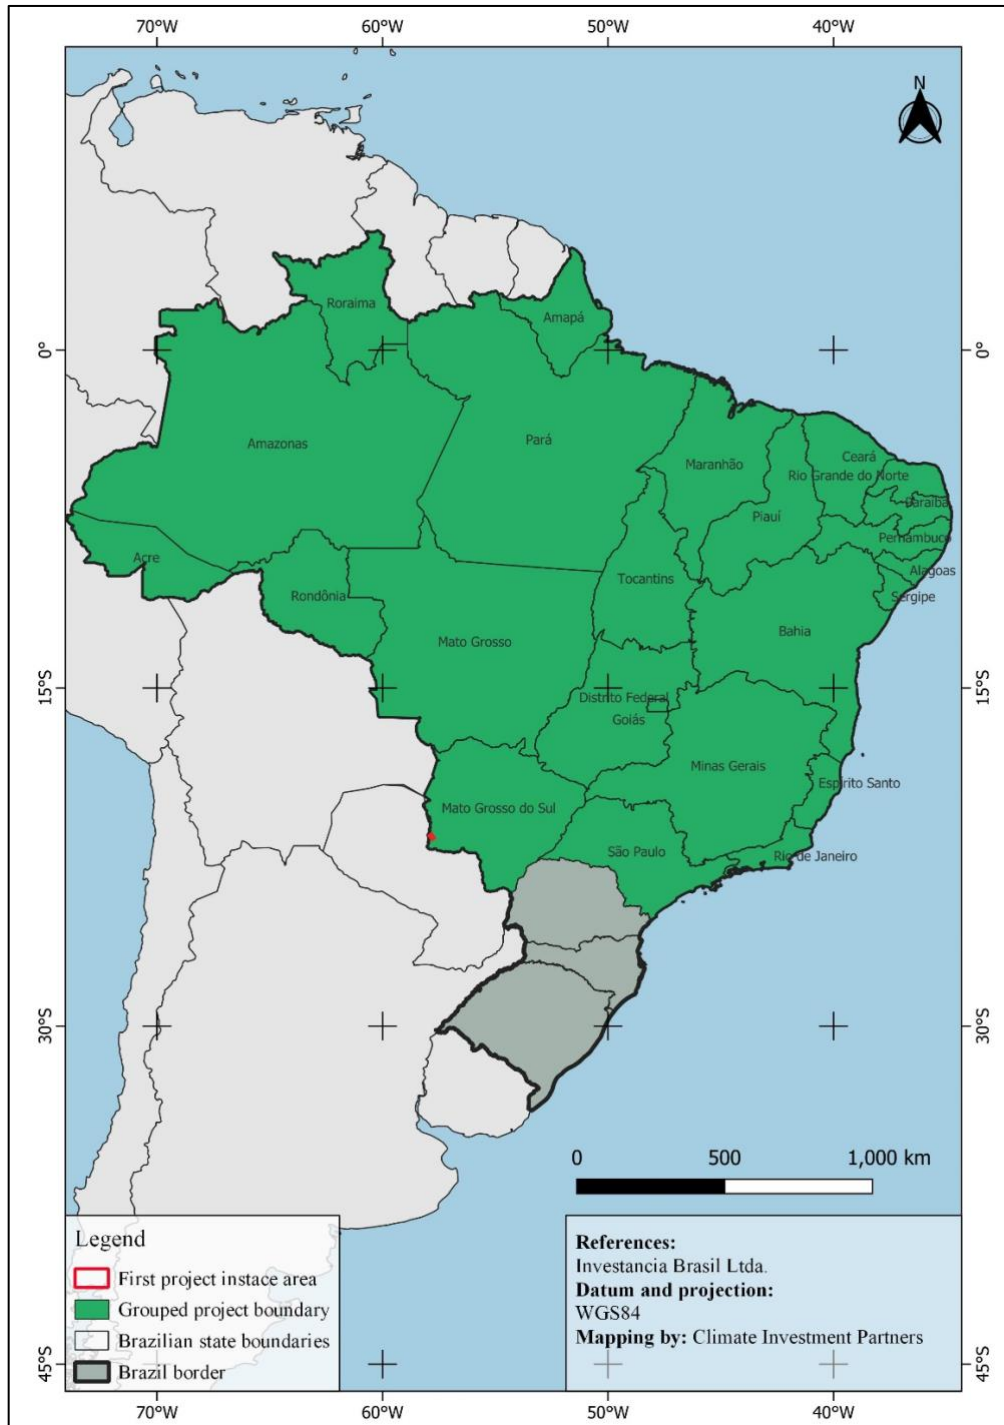 70°W 60°W 50°W 40°W
N
Roraima
Amapá
0° 0°
Amazonas
Pará
Maranhão
Ceará
Rio Grande do Norte
Paraíba
Piauí
Pernambuco
Acre
Alagoas
Tocantins
Rondônia
Sergipe
Bahia
Mato Grosso
15°S 15°S
Distrito Federal
Goiás
Minas Gerais
Espirito Santo
Mato Grosso do Sul
São Paulo
Rio de Janeiro
30°S 30°S
0 500 1,000 km
Legend
First project instace area
Grouped project boundary
Brazilian state boundaries
Brazil border
References:
Investancia Brasil Ltda.
Datum and projection:
WGS84
Mapping by: Climate Investment Partners
45°S 45°S
70°W 60°W 50°W 40°W